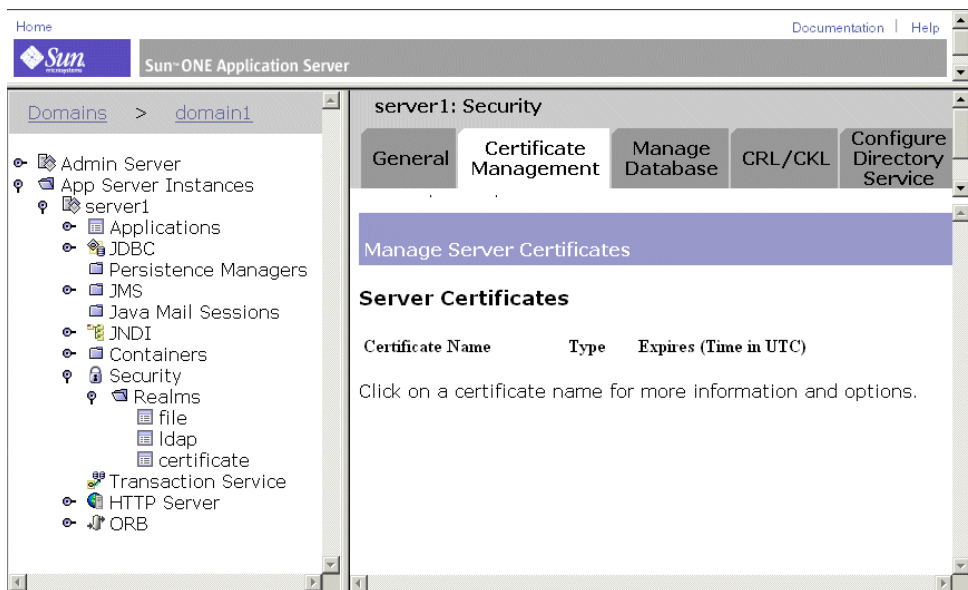 Home
Documentation | Help
Sun
microsystems
Sun™ ONE Application Server
Domains > domain1
Admin Server
App Server Instances
server1
Applications
JDBC
Persistence Managers
JMS
Java Mail Sessions
JNDI
Containers
Security
Realms
file
ldap
certificate
Transaction Service
HTTP Server
ORB
server1: Security
General
Certificate
Management
Manage
Database
CRL/CKL
Configure
Directory
Service
Manage Server Certificates
Server Certificates
Certificate Name Type Expires (Time in UTC)
Click on a certificate name for more information and options.